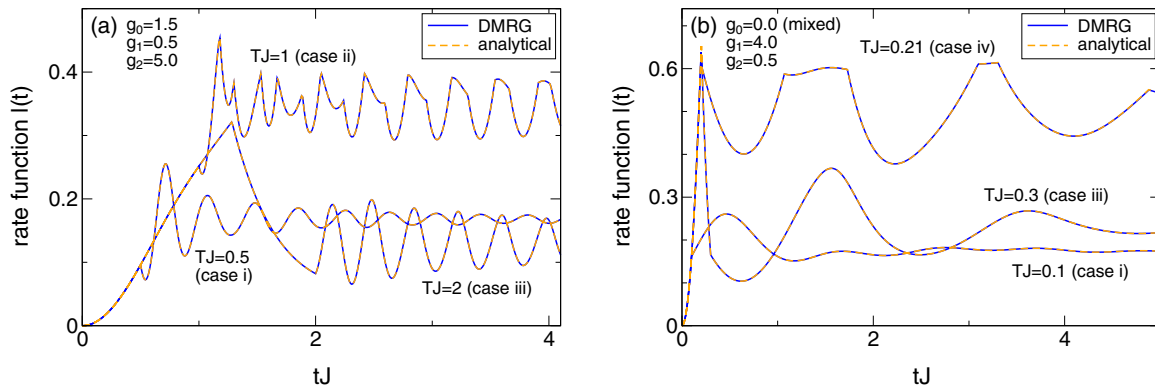 (a)
g₀=1.5
g₁=0.5
g₂=5.0
TJ=1 (case ii)
DMRG
analytical
0.4
0.2
0
rate function l(t)
TJ=0.5
(case i)
TJ=2 (case iii)
0
2
4
tJ
(b)
g₀=0.0 (mixed)
g₁=4.0
g₂=0.5
TJ=0.21 (case iv)
DMRG
analytical
0.6
0.3
0
rate function l(t)
TJ=0.3 (case iii)
TJ=0.1 (case i)
0
2
4
tJ